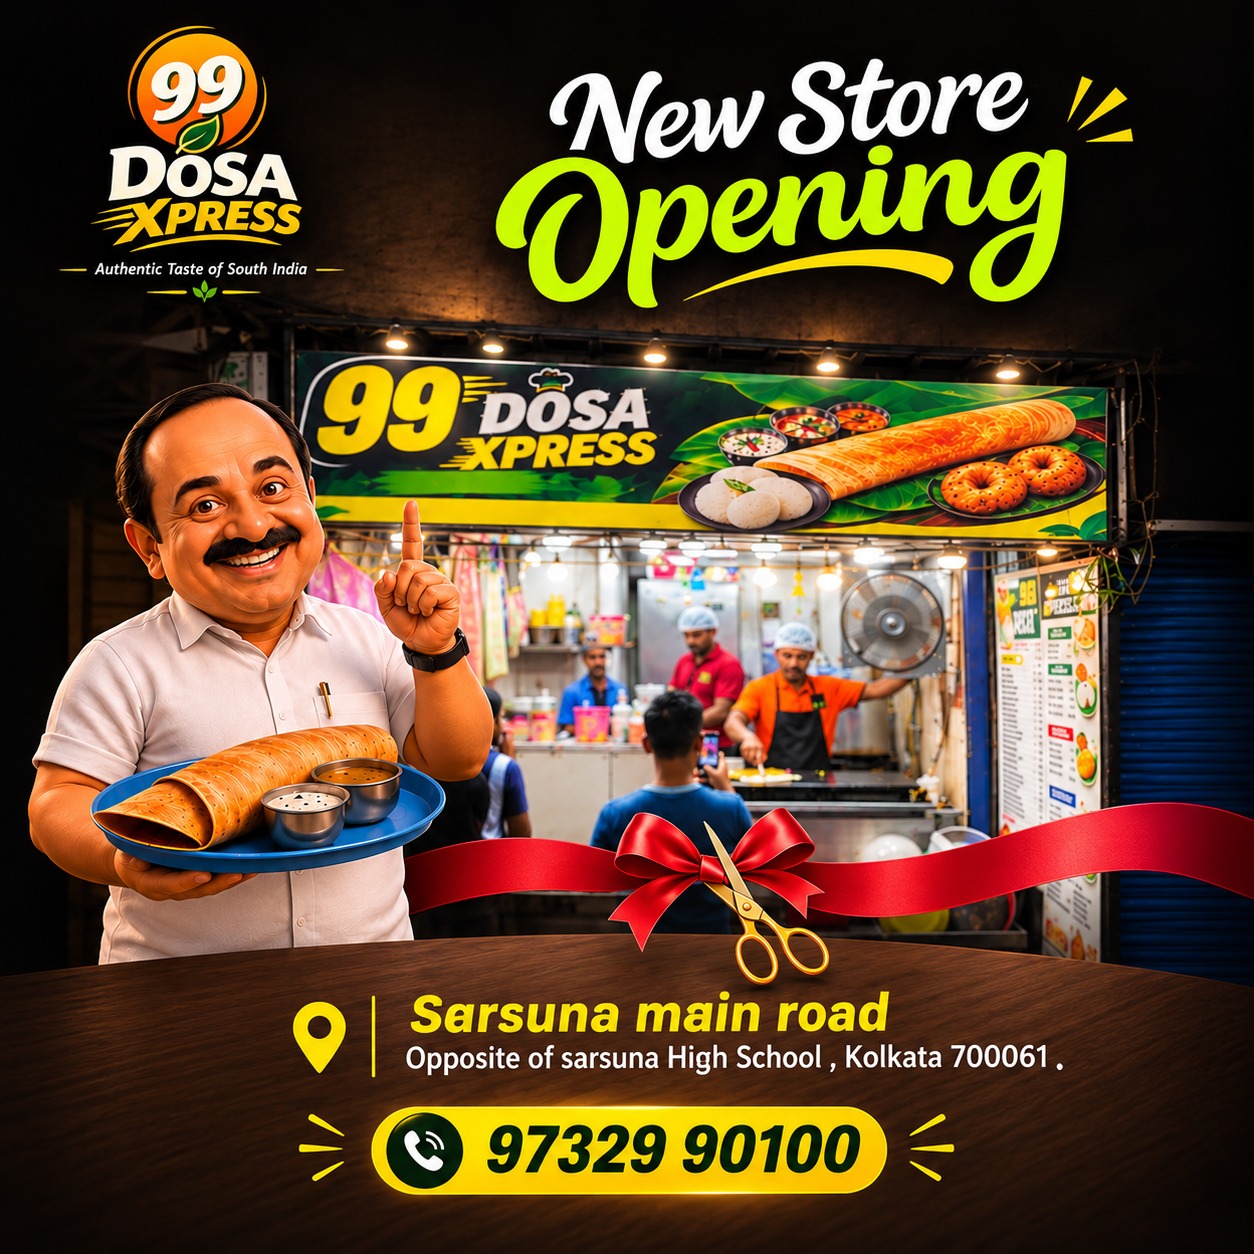 99
DOSA
XPRESS
Authentic Taste of South India
New Store
Opening
99 DOSA
XPRESS
Sarsuna main road
Opposite of sarsuna High School , Kolkata 700061 .
97329 90100